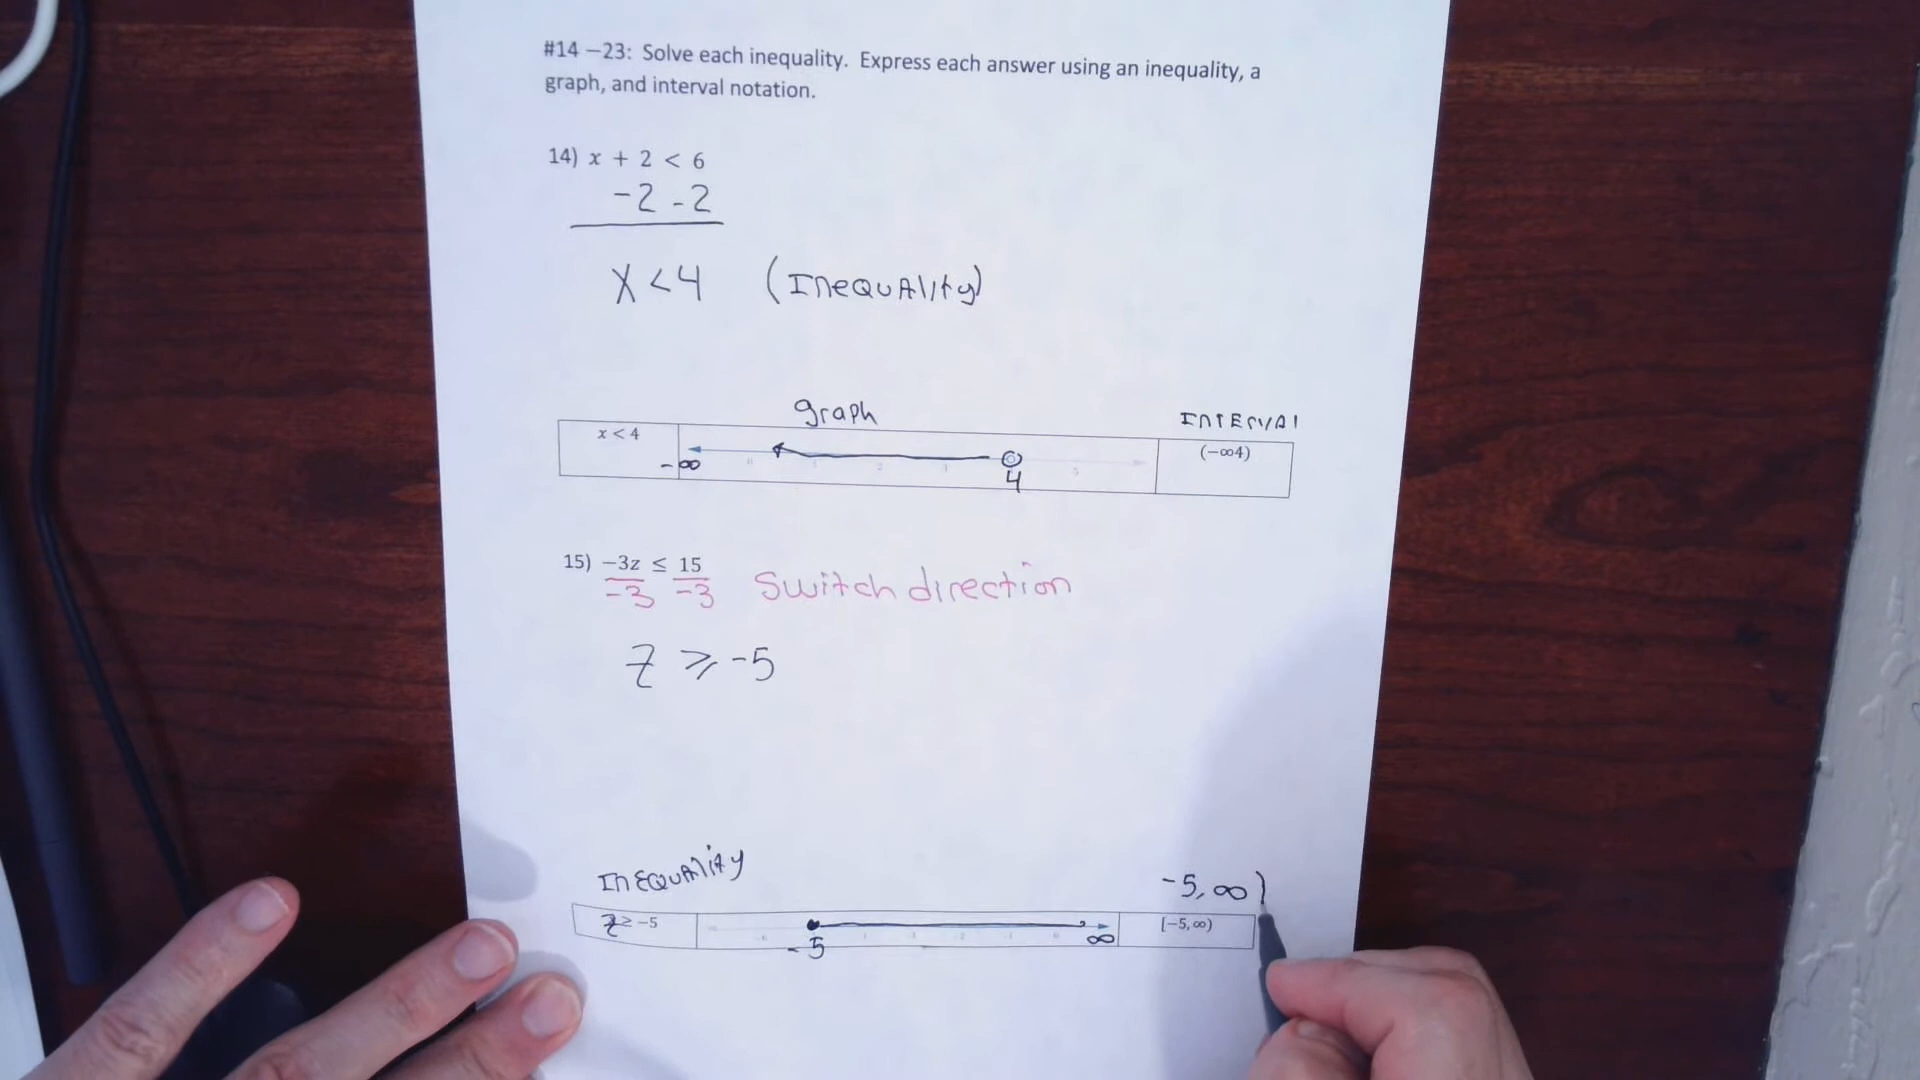 #14 –23: Solve each inequality. Express each answer using an inequality, a
graph, and interval notation.
14) x + 2 < 6
-2 -2
x < 4 (Inequality)
graph INTERVAl
x < 4
(−∞4)
-∞
4
15) −3z ≤ 15
-3 -3 Switch direction
z ⩾ -5
InEquality
-5, ∞)
z ≥ −5
[−5, ∞)
-5
∞